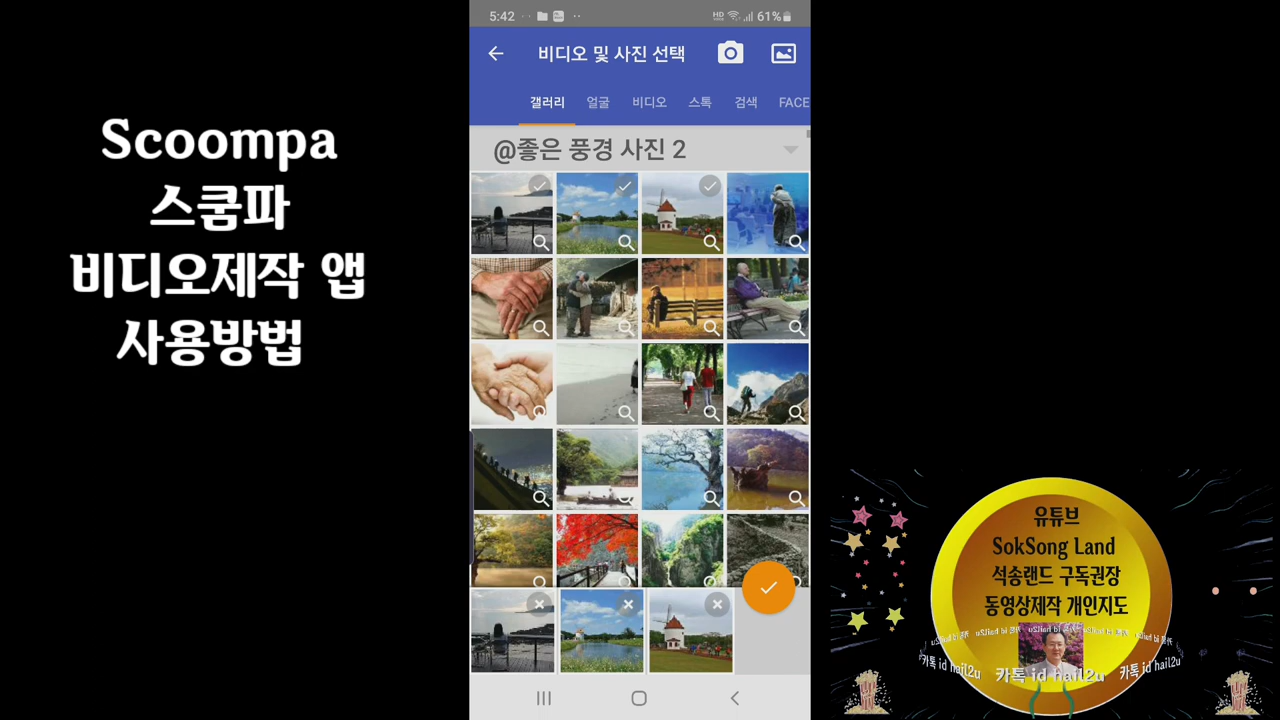 Scoompa
스쿰파
비디오제작 앱
사용방법
5:42
61%
비디오 및 사진 선택
갤러리 얼굴 비디오 스톡 검색 FACE
@좋은 풍경 사진 2
유튜브
SokSong Land
석송랜드 구독권장
동영상제작 개인지도
카톡 id hail2u 카톡 id hail2u 카톡 id hail2u